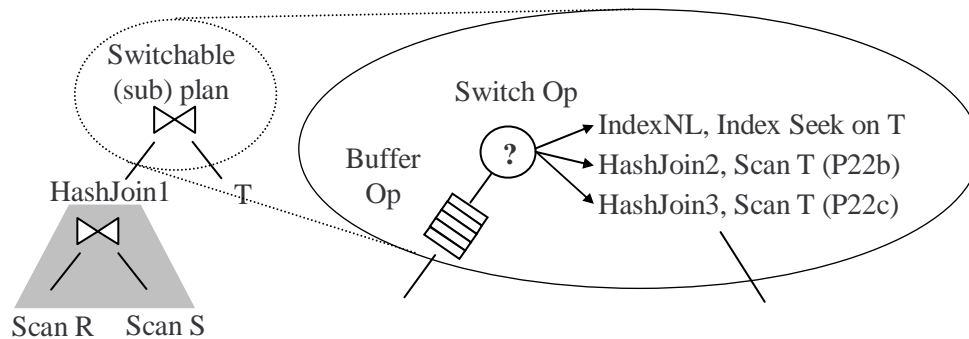 Switchable
(sub) plan
HashJoin1
T
Scan R
Scan S
Switch Op
Buffer
Op
?
IndexNL, Index Seek on T
HashJoin2, Scan T (P22b)
HashJoin3, Scan T (P22c)